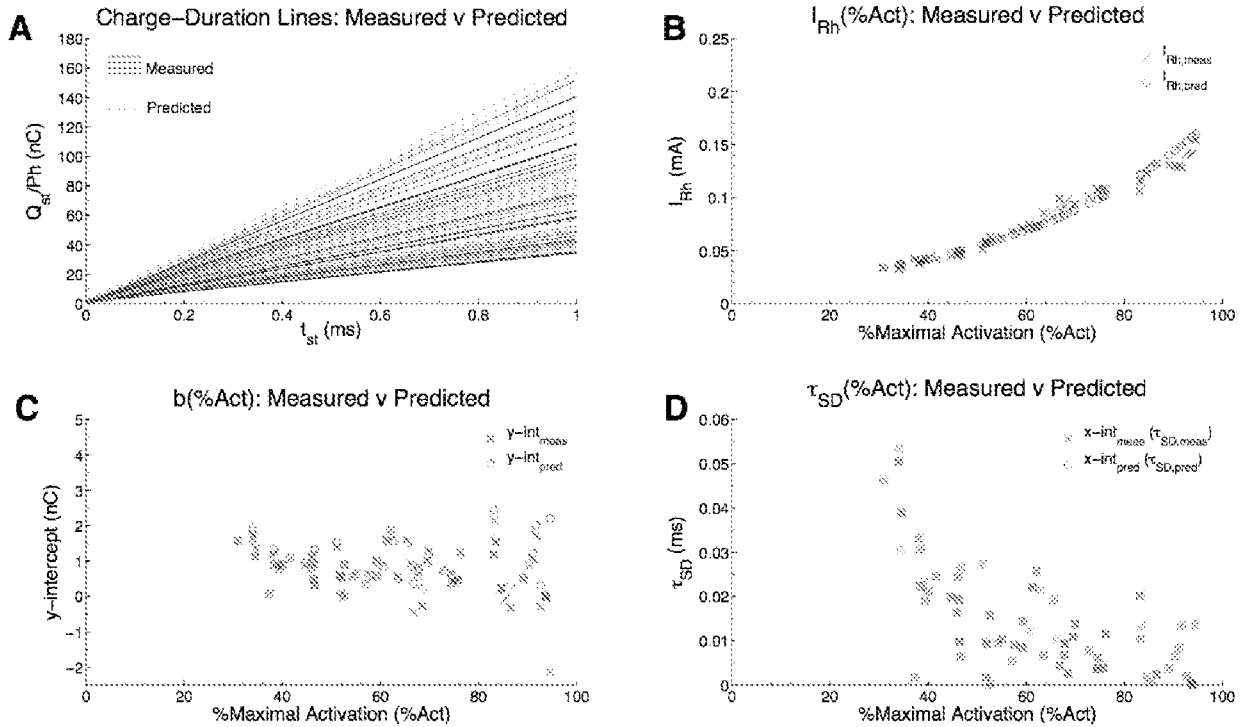 A
Charge−Duration Lines: Measured v Predicted
180
160
140
120
100
80
60
40
20
0
Q_st/Ph (nC)
Measured
Predicted
0
0.2
0.4
0.6
0.8
1
t_st (ms)
B
I_Rh(%Act): Measured v Predicted
0.25
0.2
0.15
0.1
0.05
0
I_Rh (mA)
I_Rh,meas
I_Rh,pred
0
20
40
60
80
100
%Maximal Activation (%Act)
C
b(%Act): Measured v Predicted
5
4
3
2
1
0
−1
−2
y−intercept (nC)
y−int_meas
y−int_pred
0
20
40
60
80
100
%Maximal Activation (%Act)
D
τ_SD(%Act): Measured v Predicted
0.06
0.05
0.04
0.03
0.02
0.01
0
τ_SD (ms)
x−int_meas (τ_SD,meas)
x−int_pred (τ_SD,pred)
0
20
40
60
80
100
%Maximal Activation (%Act)